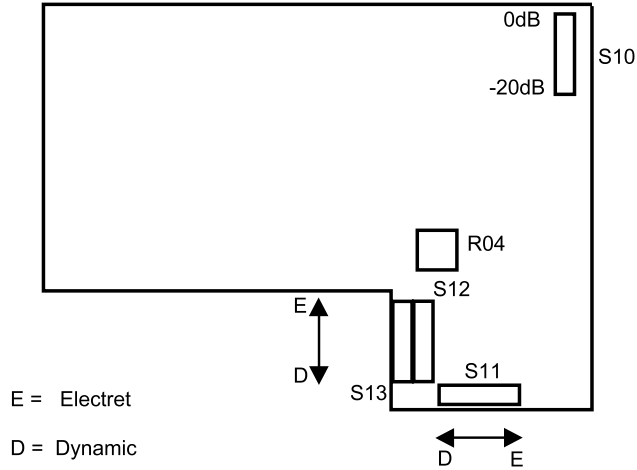 0dB
S10
-20dB
R04
S12
E
D
S13
S11
E = Electret
D = Dynamic
D E